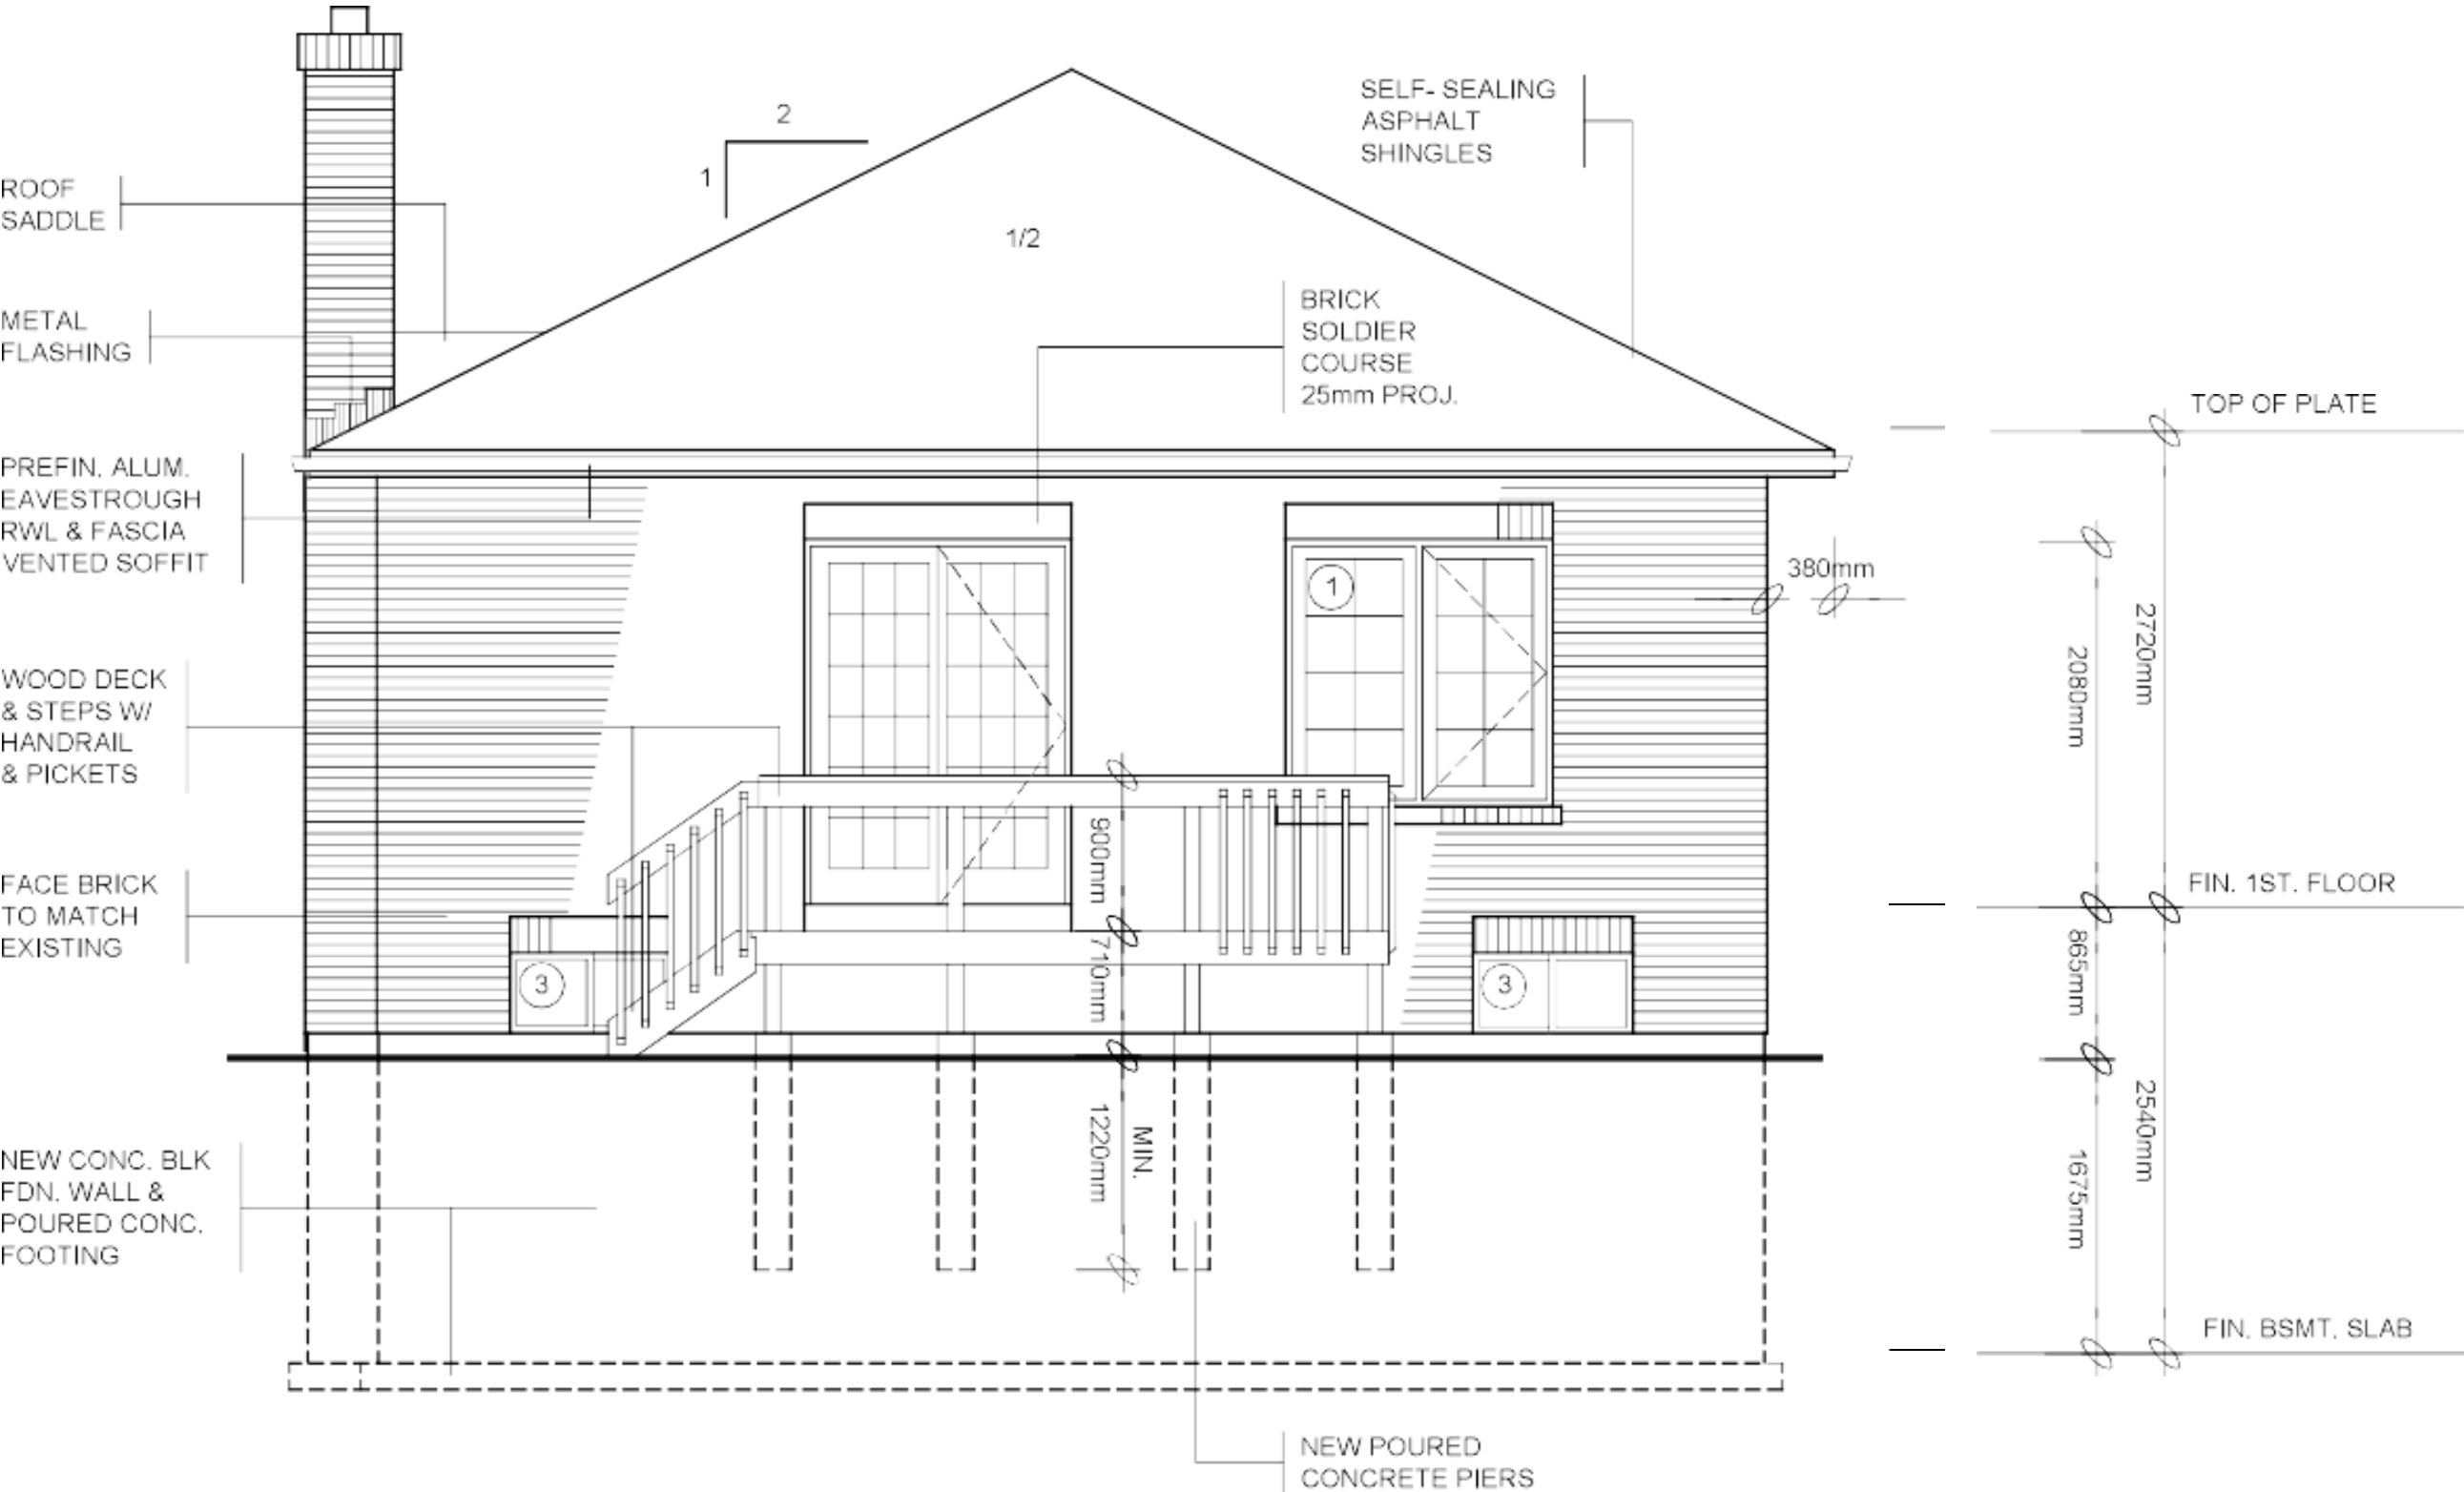 2
1
1/2
SELF- SEALING
ASPHALT
SHINGLES
ROOF
SADDLE
METAL
FLASHING
BRICK
SOLDIER
COURSE
25mm PROJ.
TOP OF PLATE
PREFIN. ALUM.
EAVESTROUGH
RWL & FASCIA
VENTED SOFFIT
1
380mm
2720mm
2080mm
WOOD DECK
& STEPS W/
HANDRAIL
& PICKETS
900mm
FACE BRICK
TO MATCH
EXISTING
FIN. 1ST. FLOOR
3
710mm
3
865mm
2540mm
1675mm
MIN.
1220mm
NEW CONC. BLK
FDN. WALL &
POURED CONC.
FOOTING
FIN. BSMT. SLAB
NEW POURED
CONCRETE PIERS